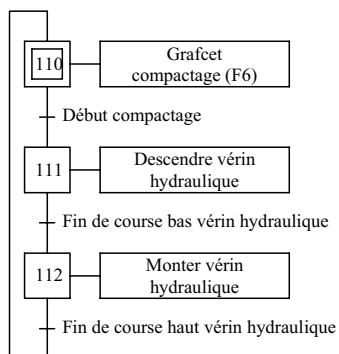 110
Grafcet
compactage (F6)
Début compactage
111
Descendre vérin
hydraulique
Fin de course bas vérin hydraulique
112
Monter vérin
hydraulique
Fin de course haut vérin hydraulique